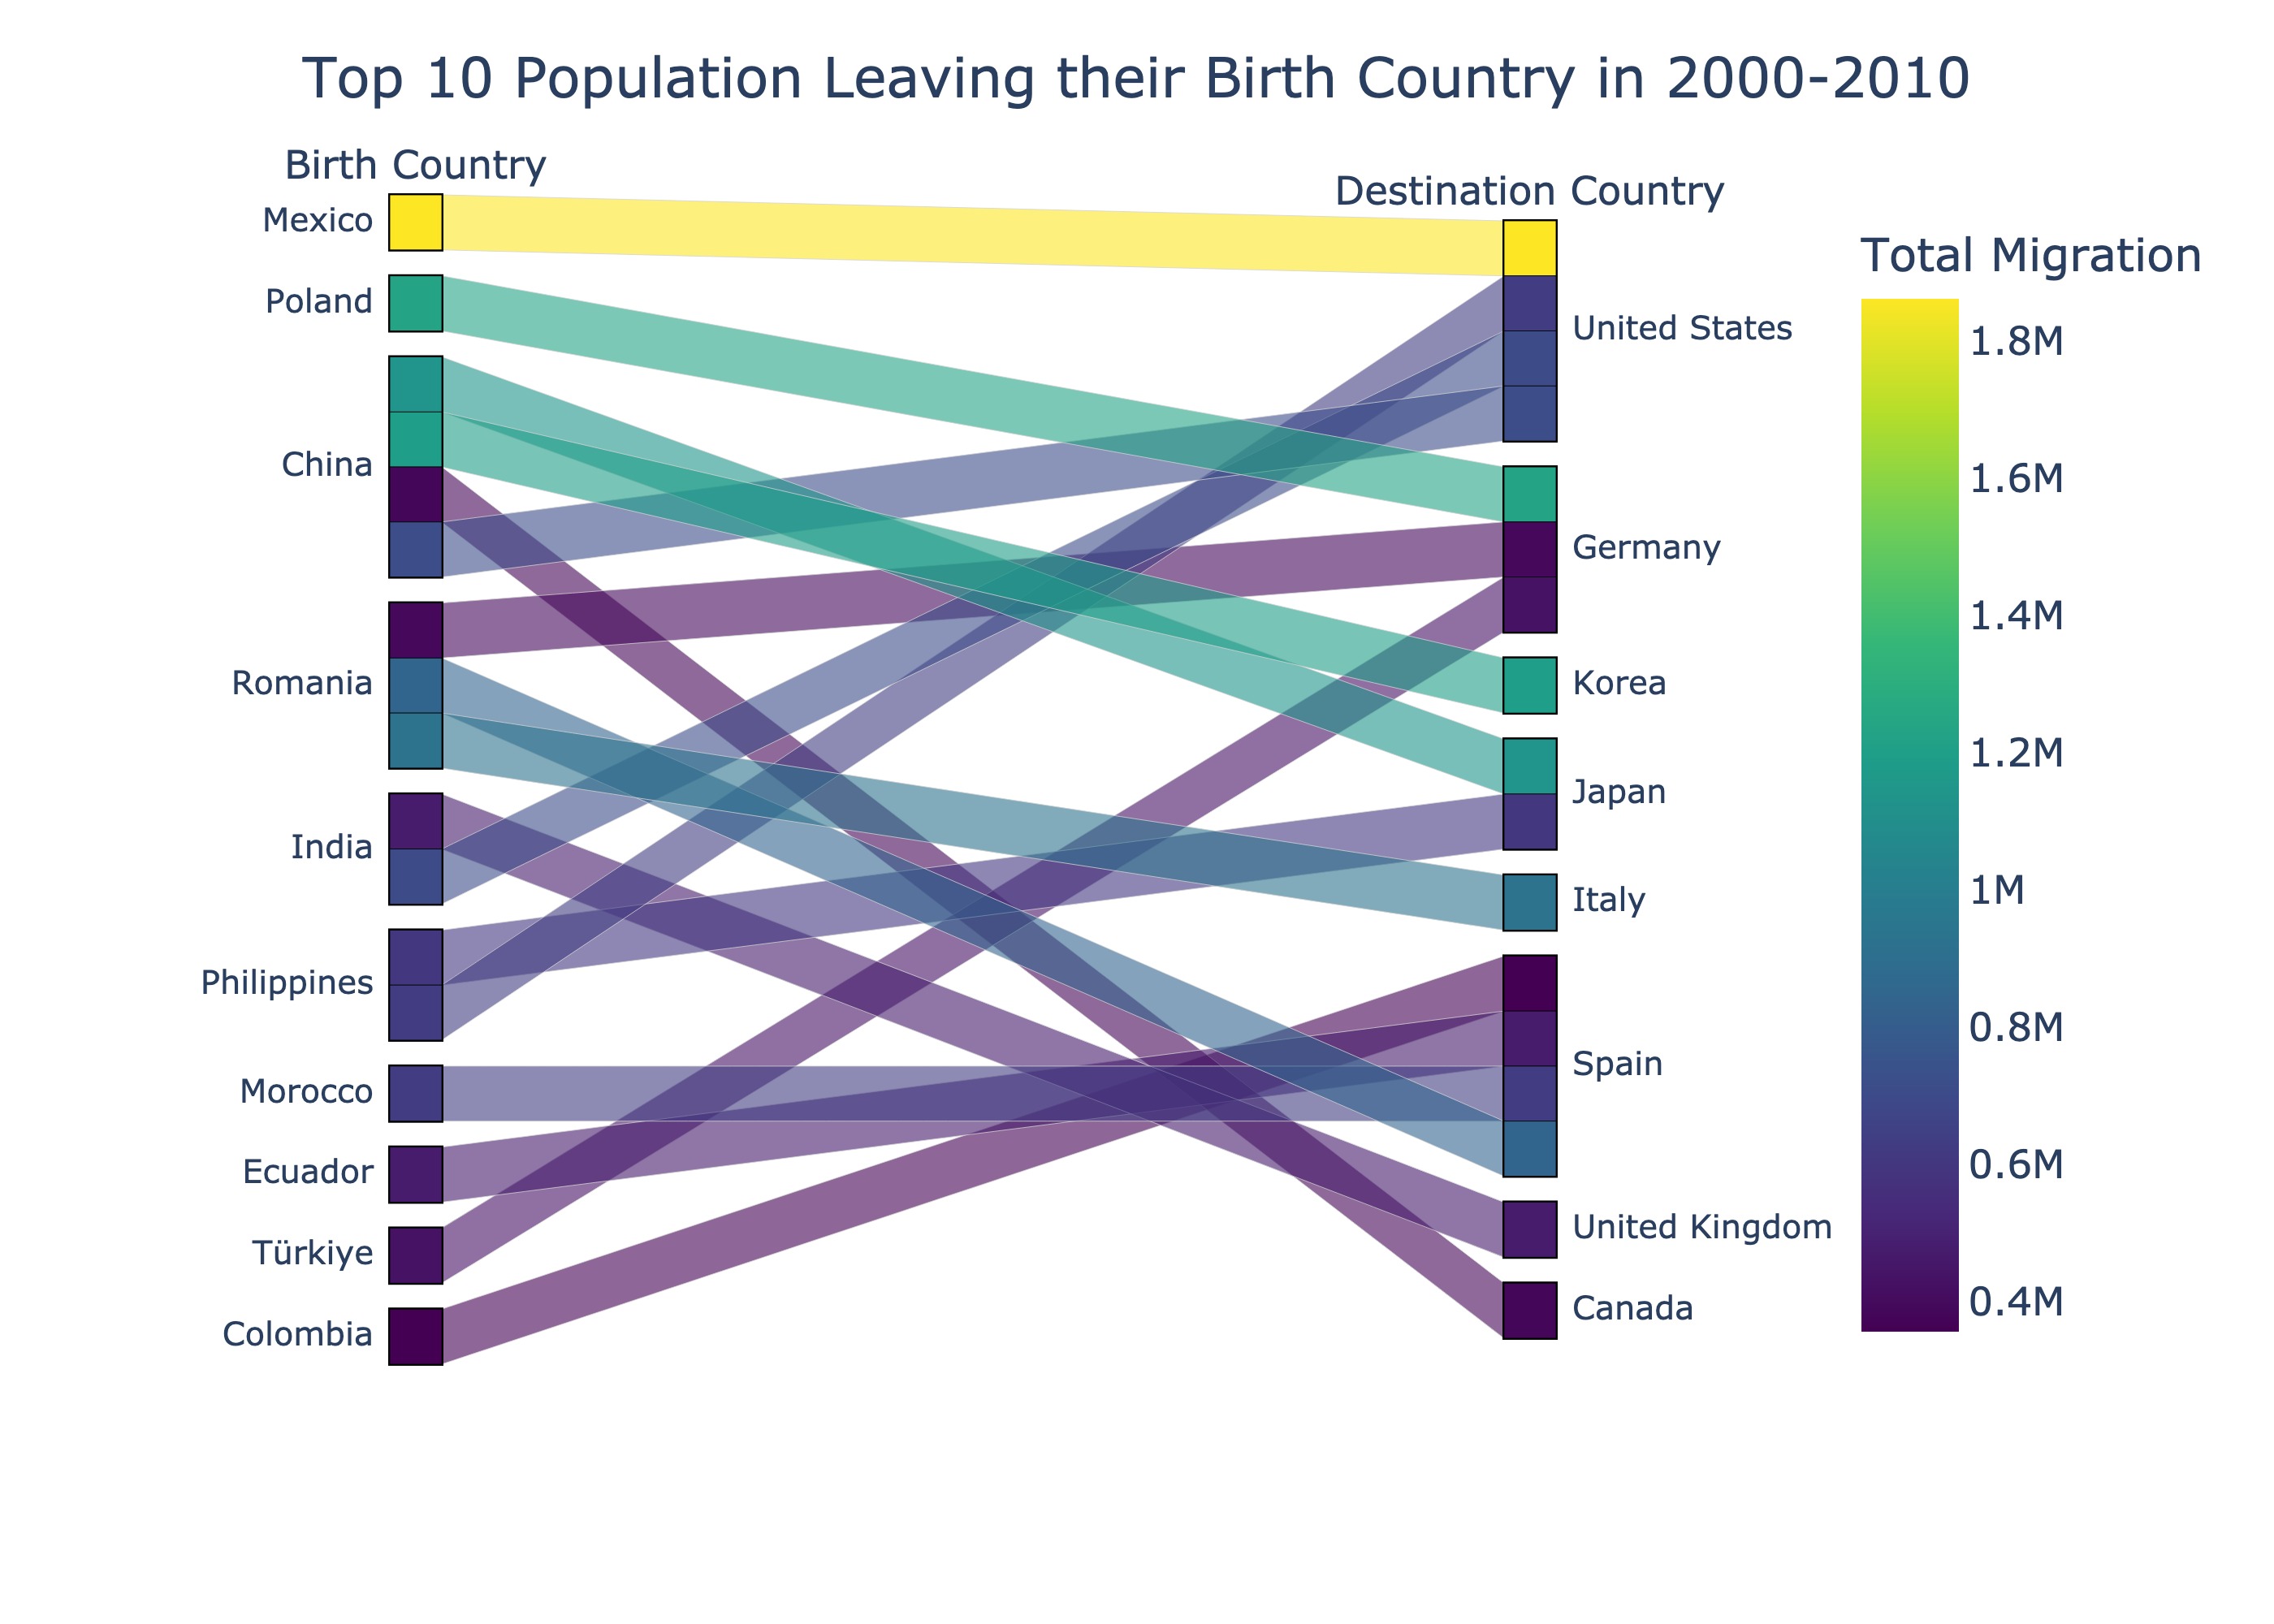 Top 10 Population Leaving their Birth Country in 2000-2010
Birth Country
Mexico
Poland
China
Romania
India
Philippines
Morocco
Ecuador
Türkiye
Colombia
Destination Country
United States
Germany
Korea
Japan
Italy
Spain
United Kingdom
Canada
Total Migration
1.8M
1.6M
1.4M
1.2M
1M
0.8M
0.6M
0.4M